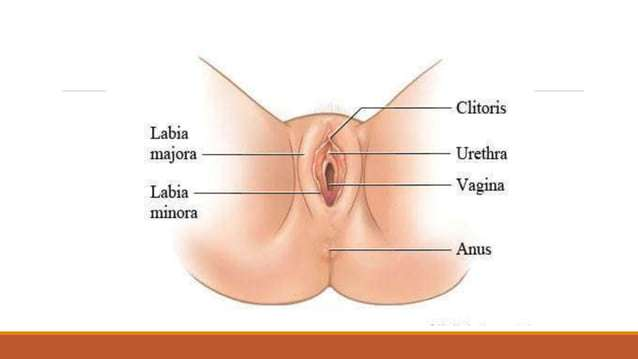 Clitoris
Labia
majora
Urethra
Labia
minora
Vagina
Anus